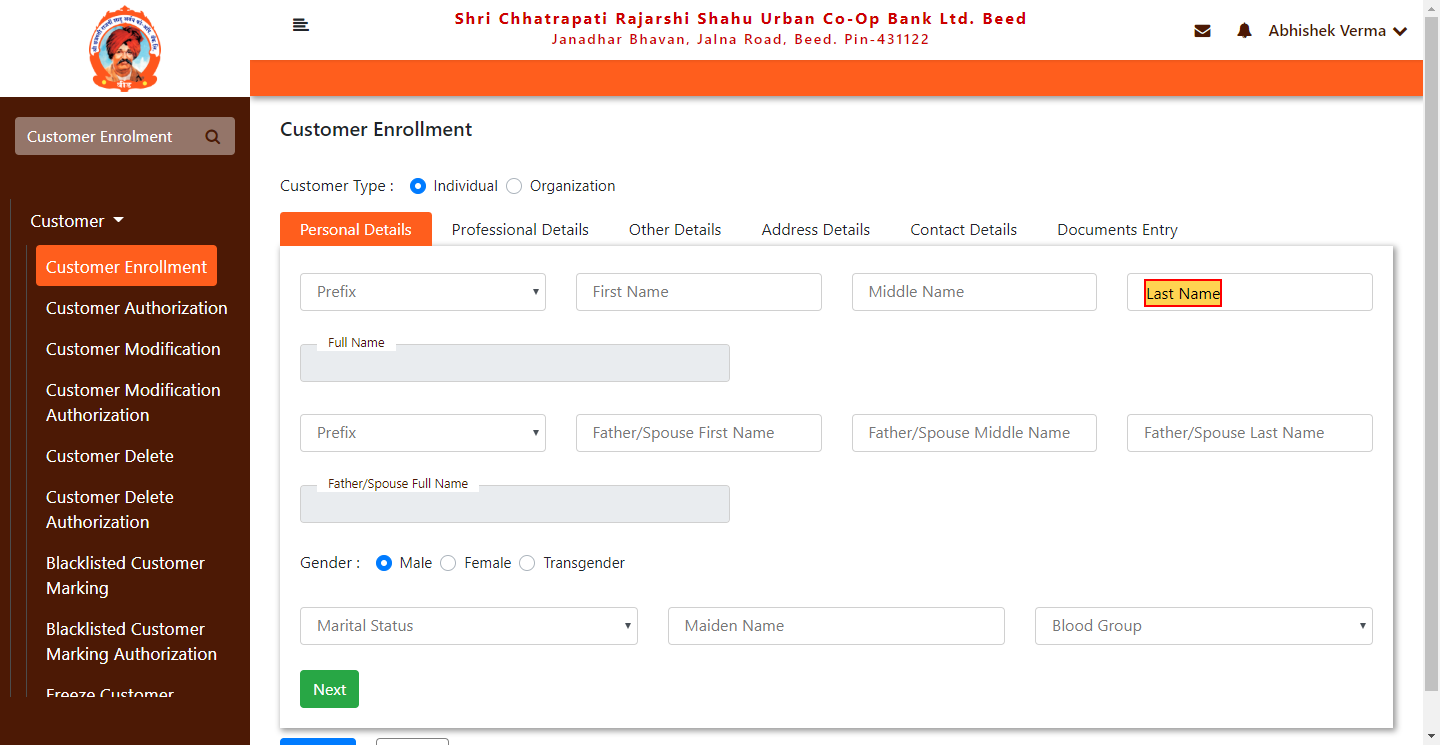 Shri Chhatrapati Rajarshi Shahu Urban Co-Op Bank Ltd. Beed
Janadhar Bhavan, Jalna Road, Beed. Pin-431122
Abhishek Verma
Customer Enrolment
Customer
Customer Enrollment
Customer Authorization
Customer Modification
Customer Modification
Authorization
Customer Delete
Customer Delete
Authorization
Blacklisted Customer
Marking
Blacklisted Customer
Marking Authorization
Freeze Customer
Customer Enrollment
Customer Type : Individual Organization
Personal Details Professional Details Other Details Address Details Contact Details Documents Entry
Prefix First Name Middle Name Last Name
Full Name
Prefix Father/Spouse First Name Father/Spouse Middle Name Father/Spouse Last Name
Father/Spouse Full Name
Gender : Male Female Transgender
Marital Status Maiden Name Blood Group
Next